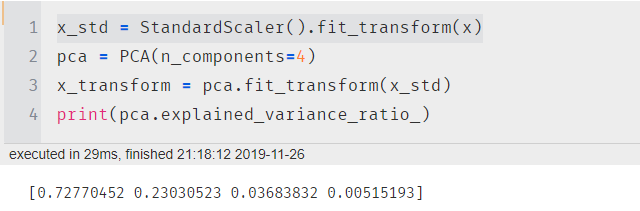 1 x_std = StandardScaler().fit_transform(x)
2 pca = PCA(n_components=4)
3 x_transform = pca.fit_transform(x_std)
4 print(pca.explained_variance_ratio_)
executed in 29ms, finished 21:18:12 2019-11-26
[0.72770452 0.23030523 0.03683832 0.00515193]